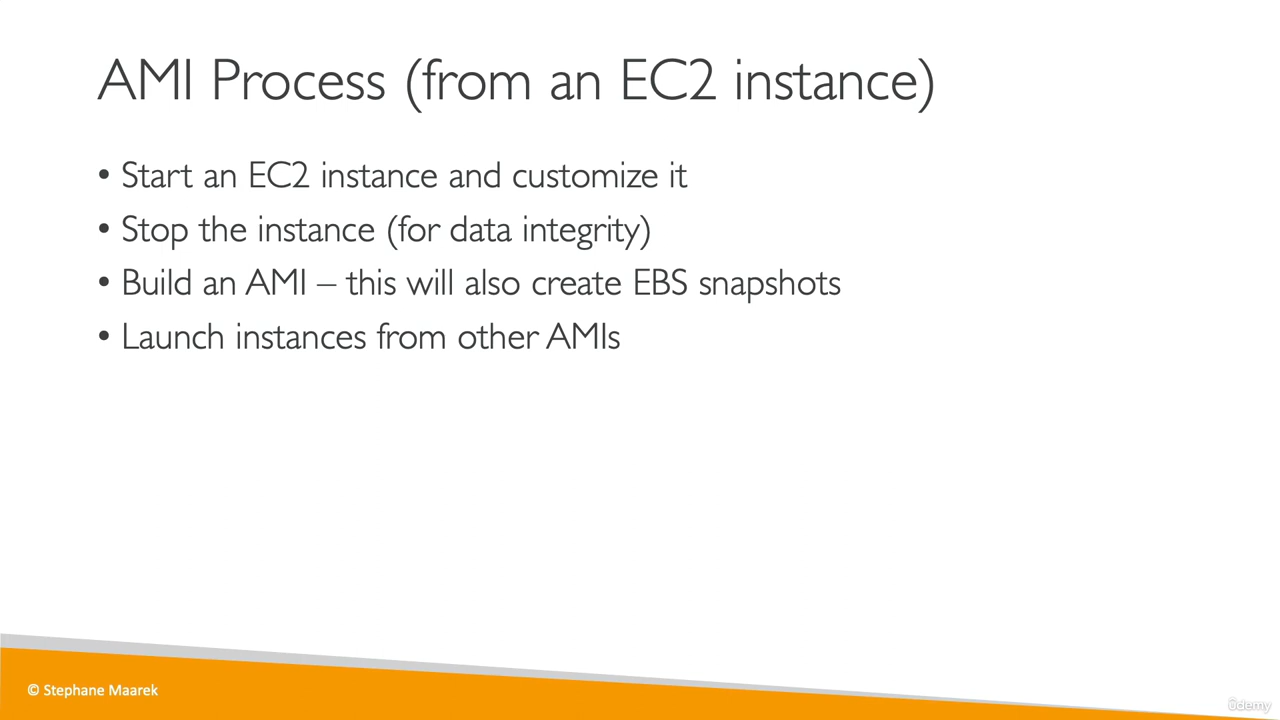 AMI Process (from an EC2 instance)
• Start an EC2 instance and customize it
• Stop the instance (for data integrity)
• Build an AMI – this will also create EBS snapshots
• Launch instances from other AMIs
© Stephane Maarek
ûdemy